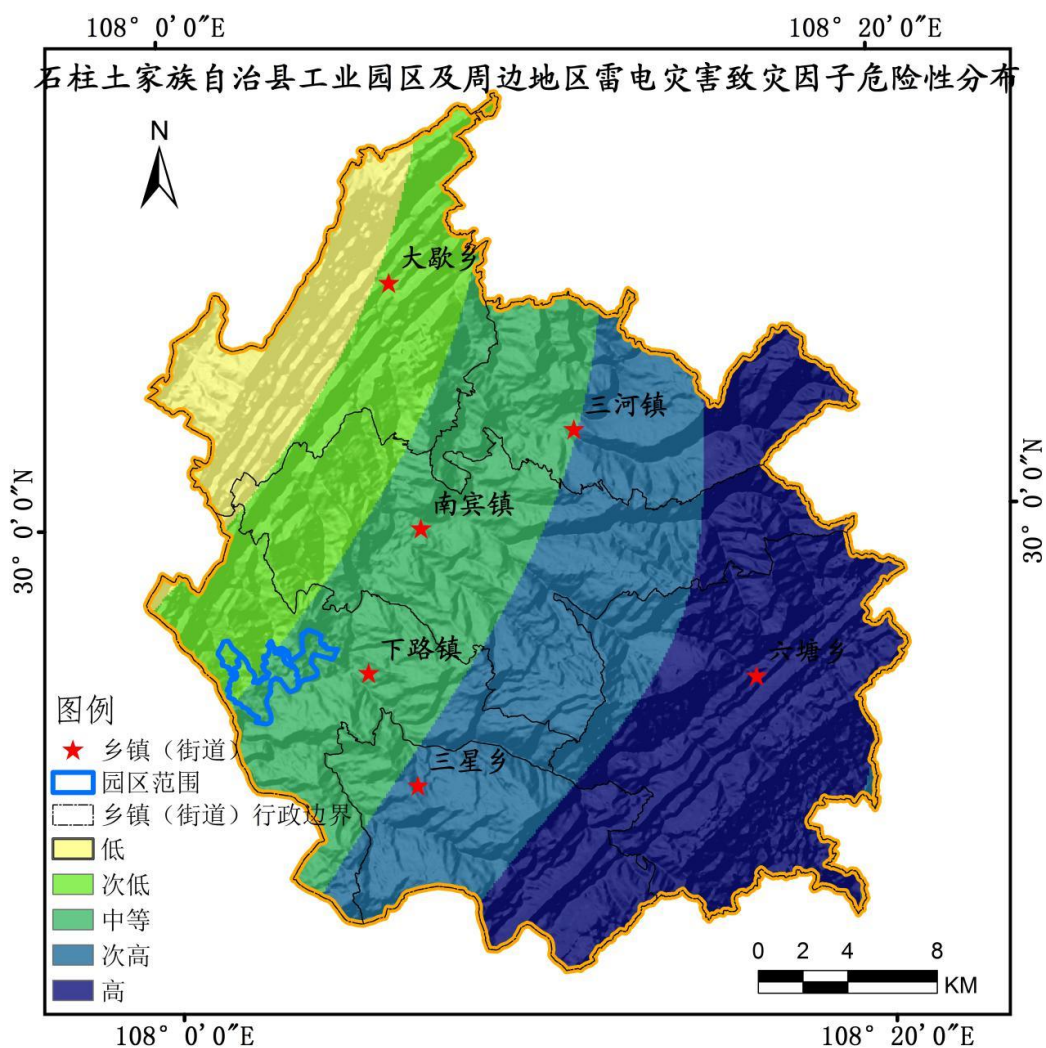 108° 0′0″E
108° 20′0″E
石柱土家族自治县工业园区及周边地区雷电灾害致灾因子危险性分布
N
大歇乡
三河镇
南宾镇
30° 0′0″N
30° 0′0″N
下路镇
六塘乡
三星乡
图例
乡镇（街道）
园区范围
乡镇（街道）行政边界
低
次低
中等
次高
高
0 2 4 8
KM
108° 0′0″E
108° 20′0″E